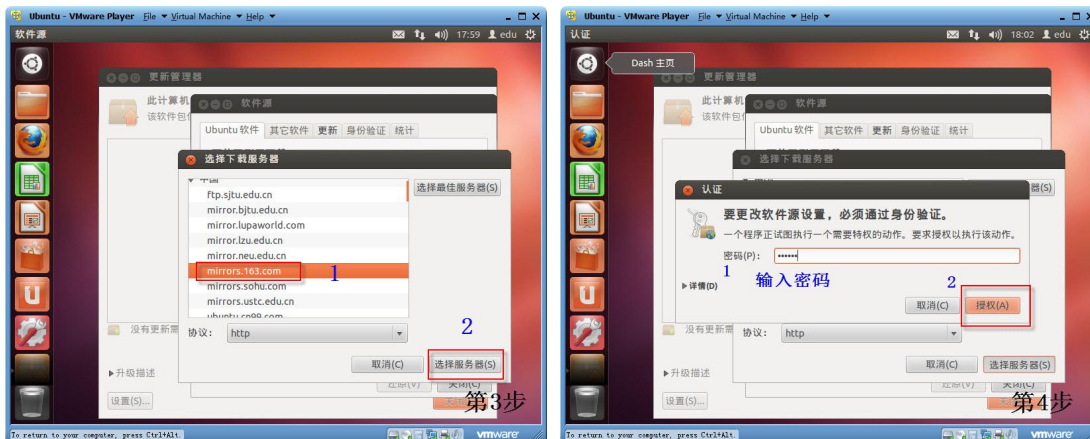 Ubuntu - VMware Player File ▼ Virtual Machine ▼ Help ▼
软件源 17:59 edu
更新管理器
此计算机
该软件包
软件源
Ubuntu 软件 其它软件 更新 身份验证 统计
选择下载服务器
中国
选择最佳服务器(S)
ftp.sjtu.edu.cn
mirror.bjtu.edu.cn
mirror.lupaworld.com
mirror.lzu.edu.cn
mirror.neu.edu.cn
mirrors.163.com 1
mirrors.sohu.com
mirrors.ustc.edu.cn
ubuntu.cn99.com
没有更新需
协议: http 2
取消(C) 选择服务器(S)
升级描述
还原(V) 关闭(C)
设置(S)...
第3步
To return to your computer, press Ctrl+Alt.
vmware
Ubuntu - VMware Player File ▼ Virtual Machine ▼ Help ▼
认证 18:02 edu
Dash 主页
更新管理器
此计算机
该软件包
软件源
Ubuntu 软件 其它软件 更新 身份验证 统计
选择下载服务器
器(S)
认证
要更改软件源设置，必须通过身份验证。
一个程序正试图执行一个需要特权的动作。要求授权以执行该动作。
密码(P): ••••••
1 输入密码 2
详情(D)
取消(C) 授权(A)
没有更新需
协议: http
取消(C) 选择服务器(S)
升级描述
还原(V) 关闭(C)
设置(S)...
第4步
To return to your computer, press Ctrl+Alt.
vmware